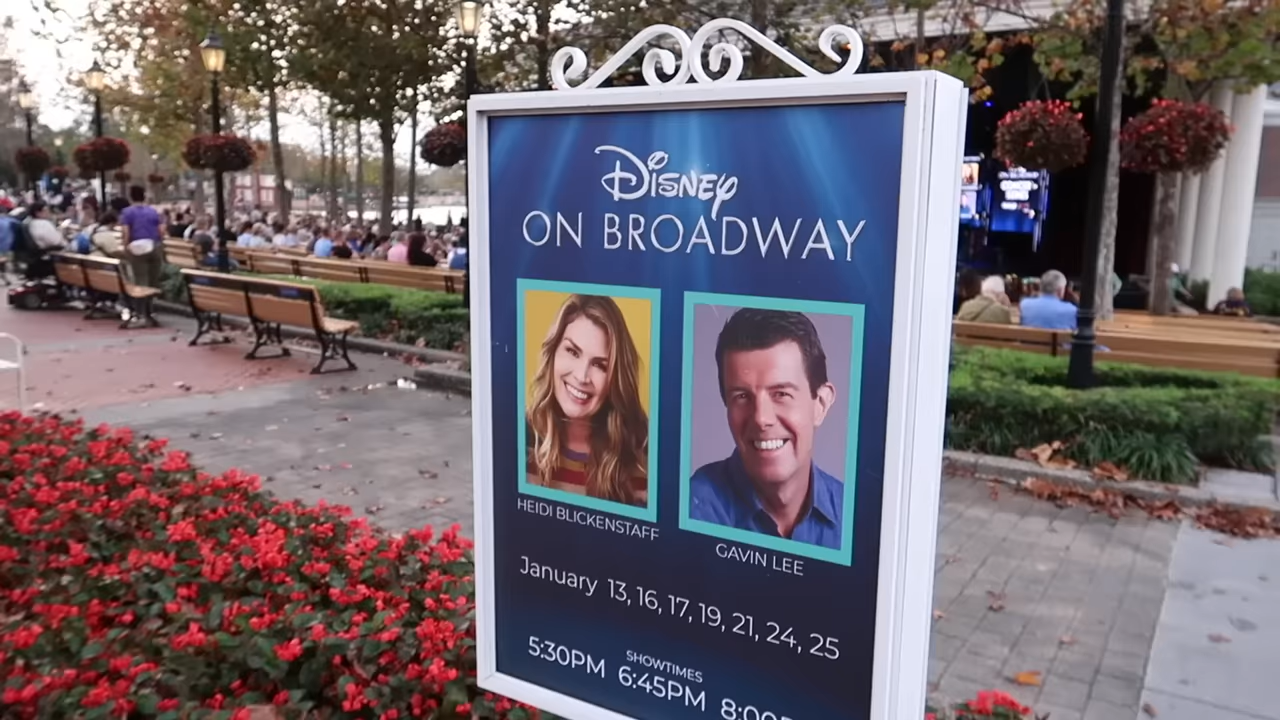 Disney
ON BROADWAY
HEIDI BLICKENSTAFF
GAVIN LEE
January 13, 16, 17, 19, 21, 24, 25
SHOWTIMES
5:30PM 6:45PM